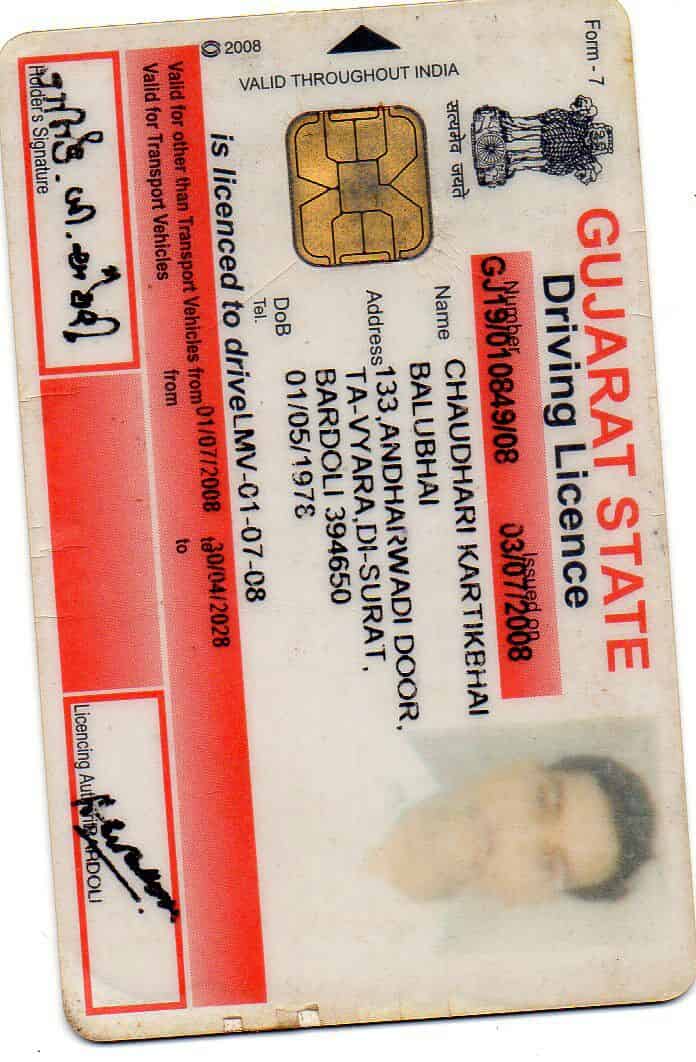 Form - 7
GUJARAT STATE
Driving Licence
Number Issued on
GJ19/010849/08 03/07/2008
सत्यमेव जयते
Name CHAUDHARI KARTIKBHAI
BALUBHAI
Address 133,ANDHARWADI DOOR,
TA-VYARA,DI-SURAT,
BARDOLI 394650
DoB 01/05/1978
Tel.
VALID THROUGHOUT INDIA
©2008
is licenced to drive LMV-01-07-08
Valid for other than Transport Vehicles from 01/07/2008 to 30/04/2028
Valid for Transport Vehicles from to
Holder's Signature
Licencing Authority BARDOLI